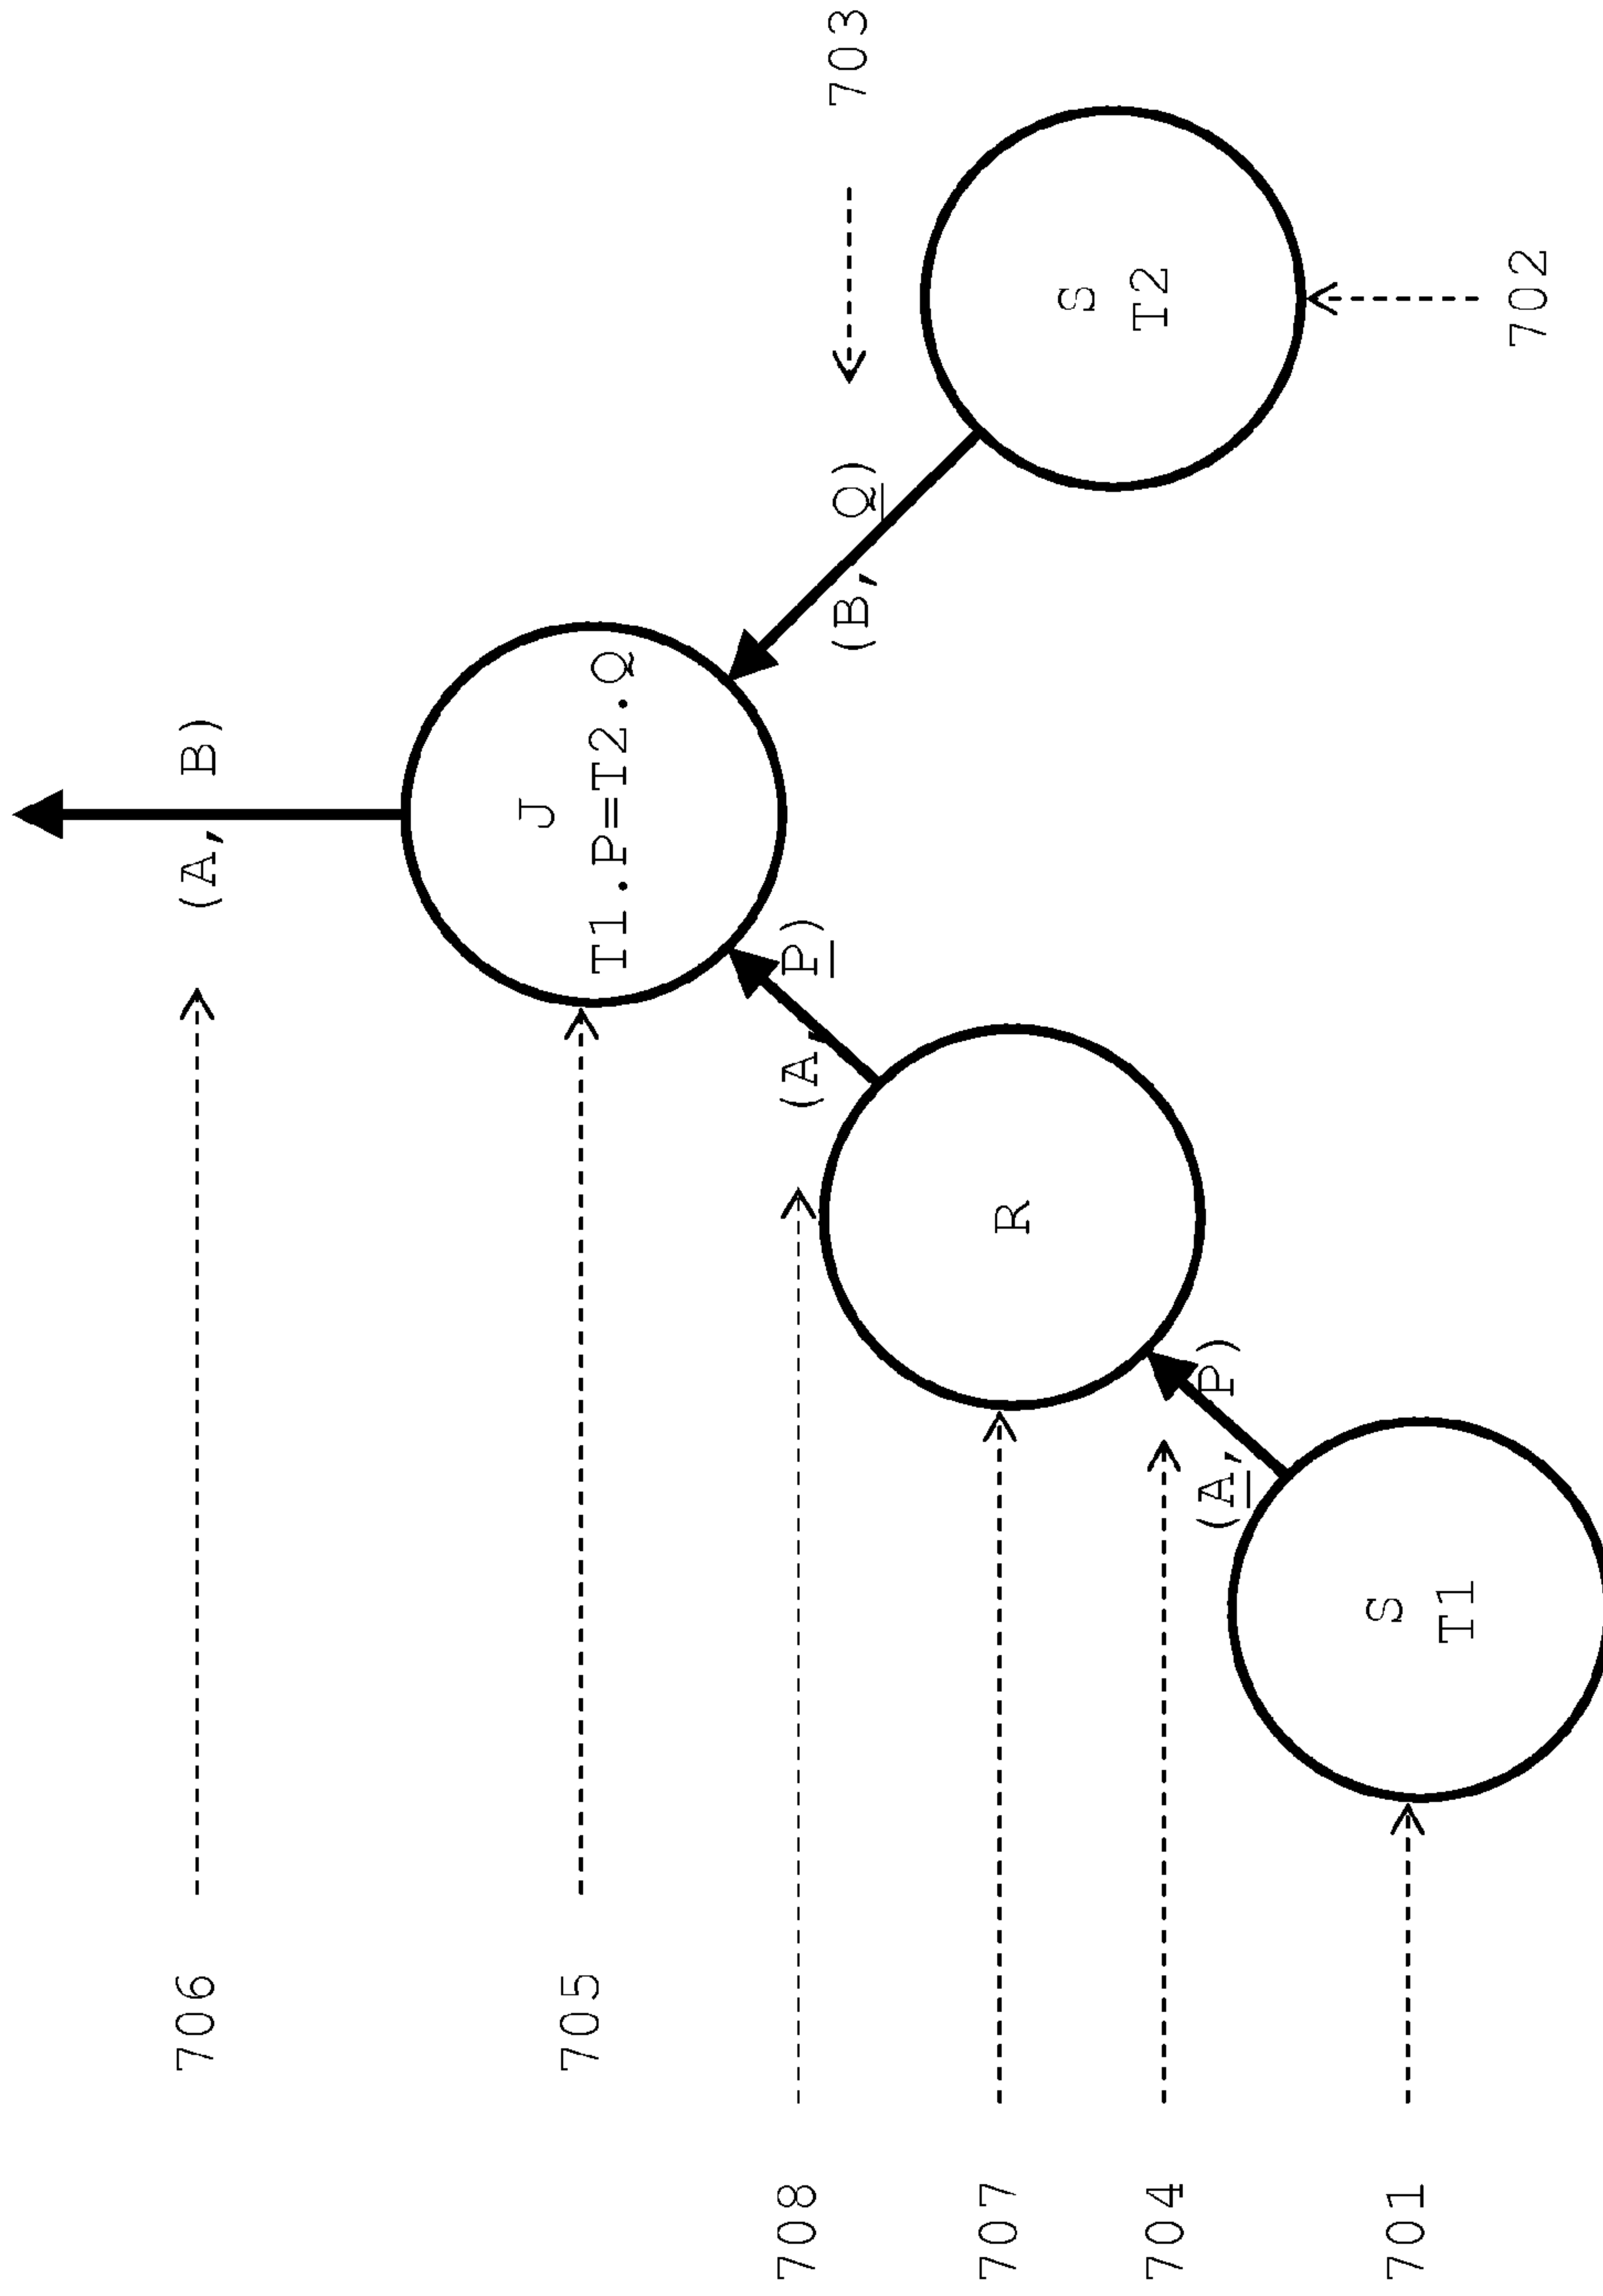 706
(A, B)
705
J
T1.P=T2.Q
708
(A, P)
(B, Q)
703
707
R
S
T2
702
704
(A, P)
701
S
T1